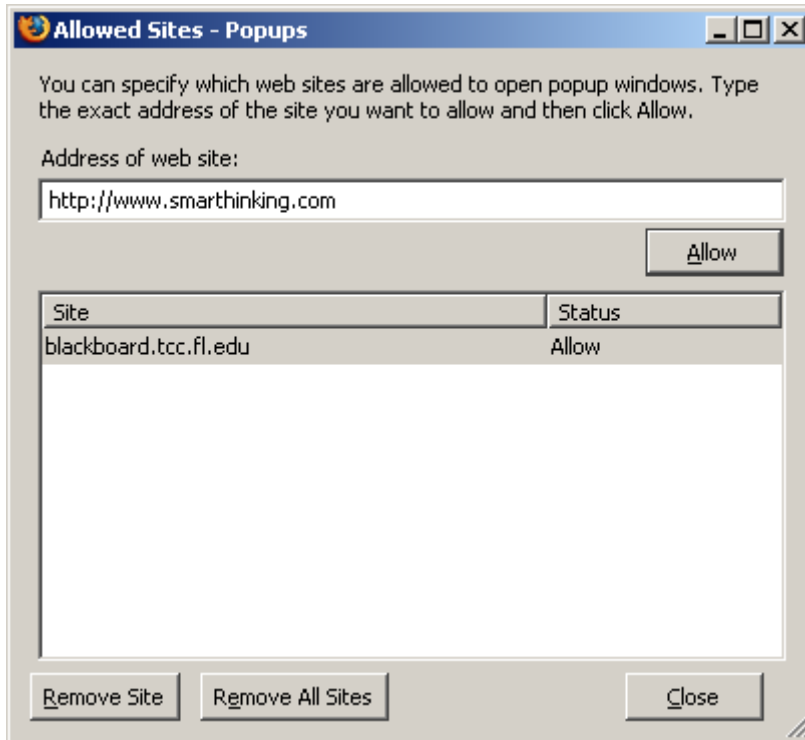 Allowed Sites - Popups
You can specify which web sites are allowed to open popup windows. Type
the exact address of the site you want to allow and then click Allow.
Address of web site:
http://www.smarthinking.com
Allow
Site Status
blackboard.tcc.fl.edu Allow
Remove Site Remove All Sites Close